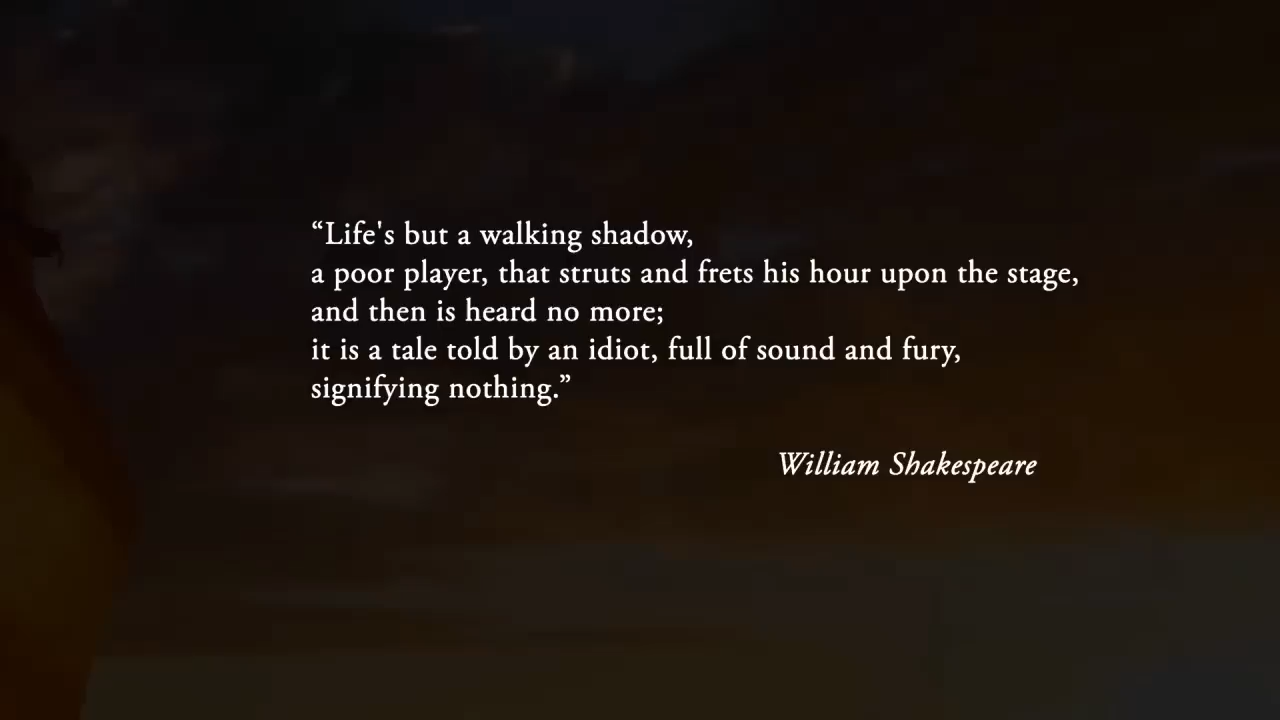 “Life's but a walking shadow,
a poor player, that struts and frets his hour upon the stage,
and then is heard no more;
it is a tale told by an idiot, full of sound and fury,
signifying nothing.”
William Shakespeare